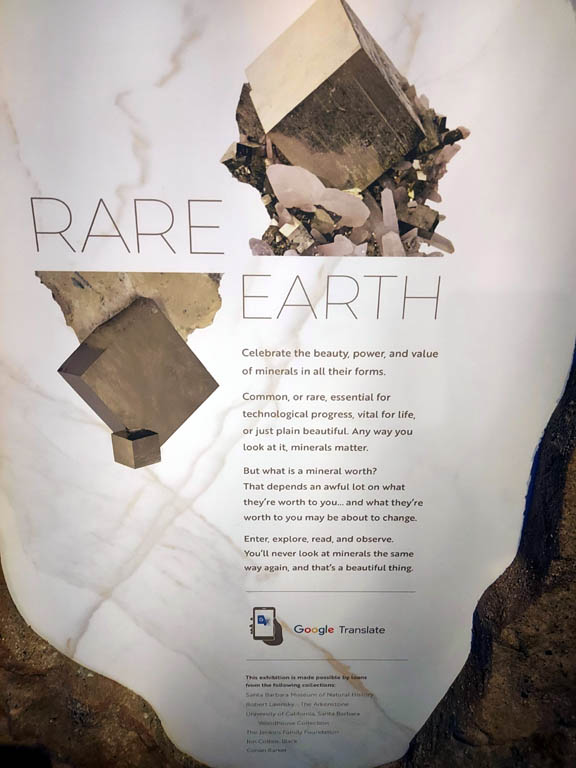 RARE
EARTH
Celebrate the beauty, power, and value
of minerals in all their forms.
Common, or rare, essential for
technological progress, vital for life,
or just plain beautiful. Any way you
look at it, minerals matter.
But what is a mineral worth?
That depends an awful lot on what
they're worth to you... and what they're
worth to you may be about to change.
Enter, explore, read, and observe.
You'll never look at minerals the same
way again, and that's a beautiful thing.
Google Translate
This exhibition is made possible by loans
from the following collections:
Santa Barbara Museum of Natural History
Robert Lavinsky - The Arkenstone
University of California, Santa Barbara
Woodhouse Collection
The Jenkins Family Foundation